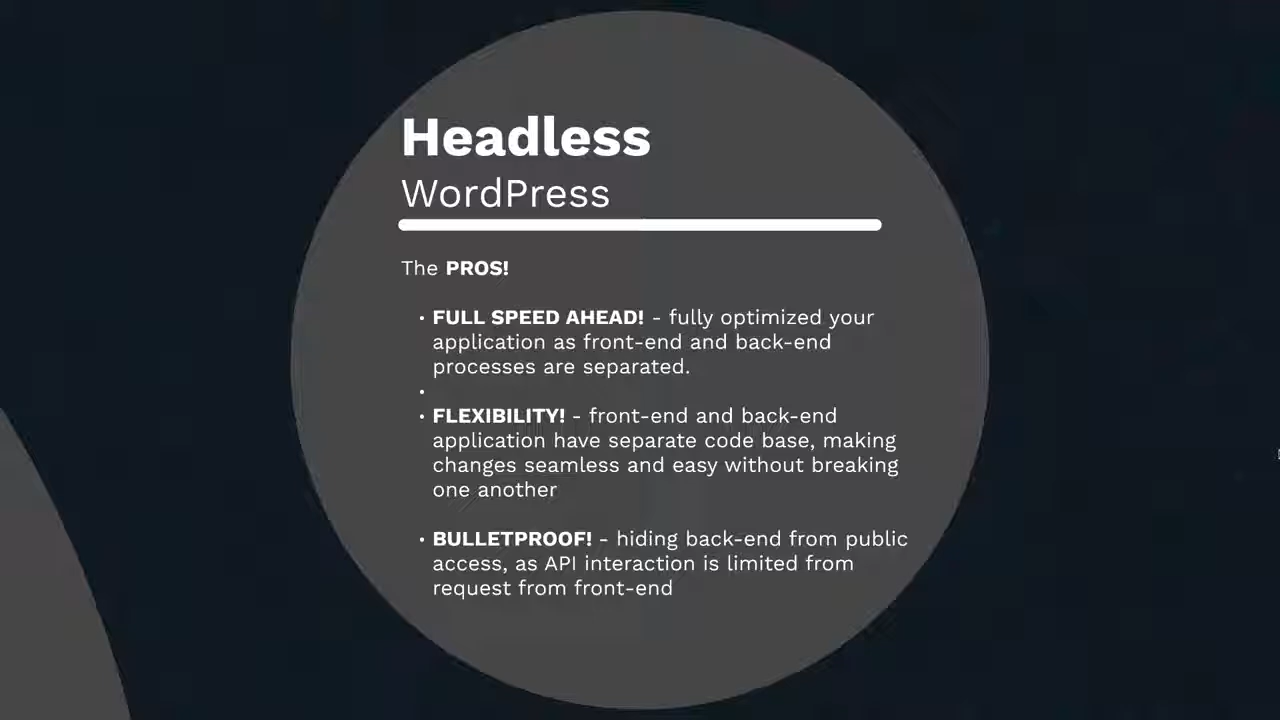 Headless
WordPress
The PROS!
• FULL SPEED AHEAD! - fully optimized your
application as front-end and back-end
processes are separated.
•
• FLEXIBILITY! - front-end and back-end
application have separate code base, making
changes seamless and easy without breaking
one another
• BULLETPROOF! - hiding back-end from public
access, as API interaction is limited from
request from front-end